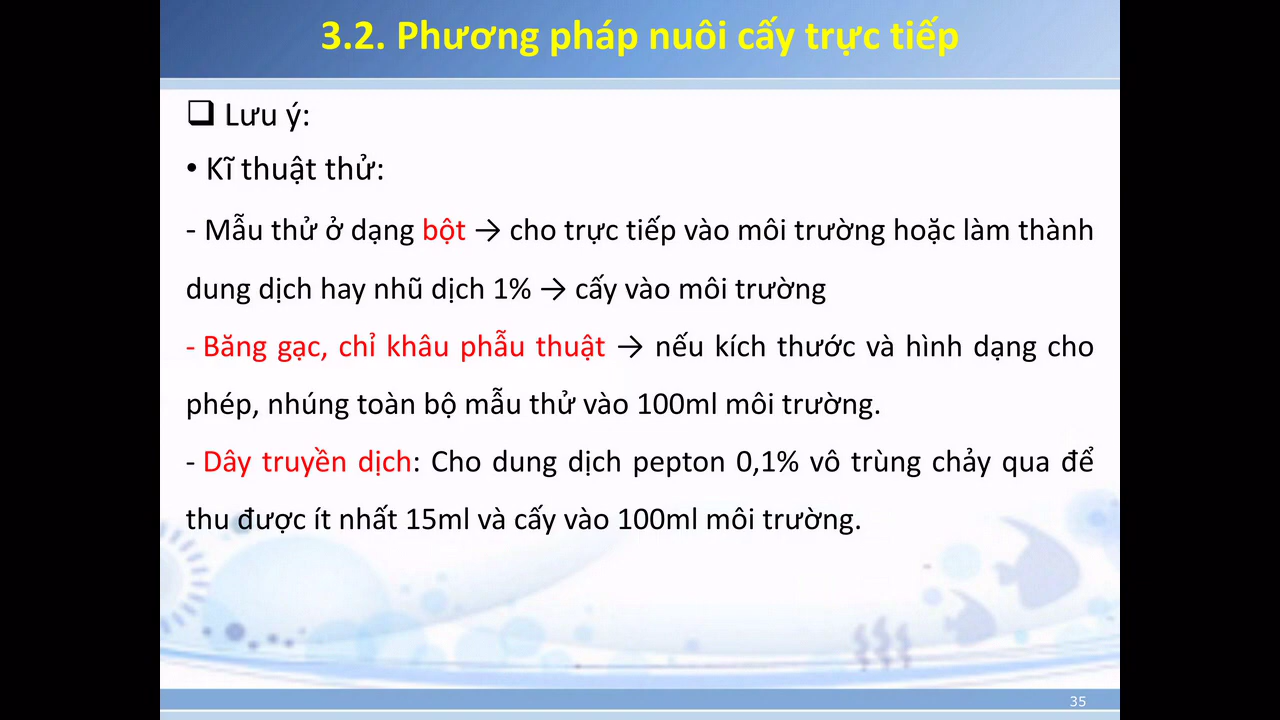 3.2. Phương pháp nuôi cấy trực tiếp
❑ Lưu ý:
• Kĩ thuật thử:
- Mẫu thử ở dạng bột → cho trực tiếp vào môi trường hoặc làm thành
dung dịch hay nhũ dịch 1% → cấy vào môi trường
- Băng gạc, chỉ khâu phẫu thuật → nếu kích thước và hình dạng cho
phép, nhúng toàn bộ mẫu thử vào 100ml môi trường.
- Dây truyền dịch: Cho dung dịch pepton 0,1% vô trùng chảy qua để
thu được ít nhất 15ml và cấy vào 100ml môi trường.
35